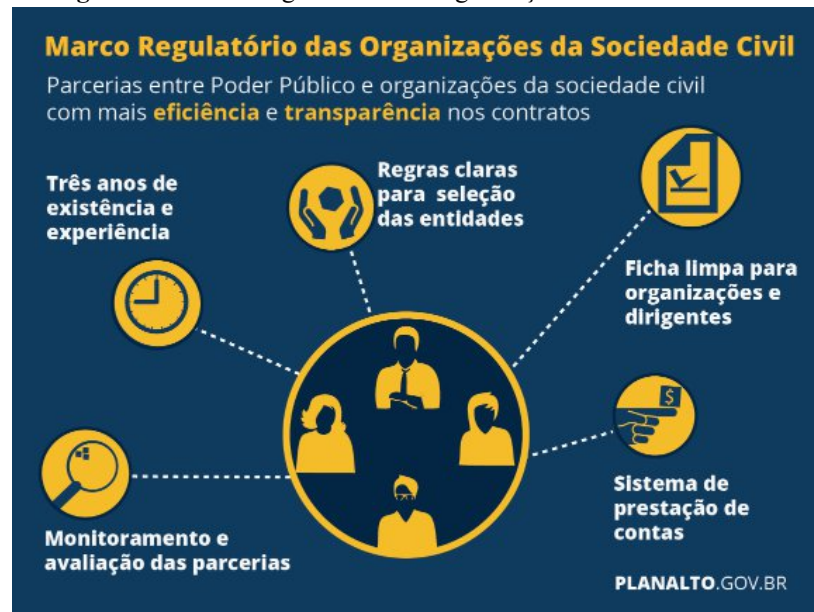 Marco Regulatório das Organizações da Sociedade Civil
Parcerias entre Poder Público e organizações da sociedade civil
com mais eficiência e transparência nos contratos
Três anos de
existência e
experiência
Regras claras
para seleção
das entidades
Ficha limpa para
organizações e
dirigentes
$
Sistema de
prestação de
contas
Monitoramento e
avaliação das parcerias
PLANALTO.GOV.BR